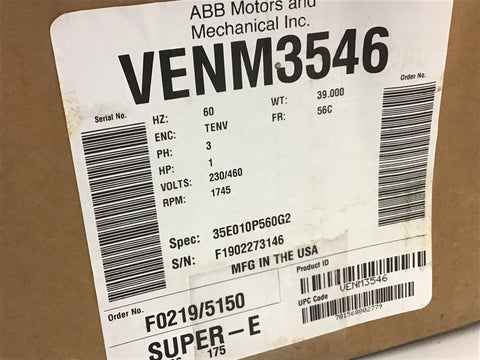 ABB Motors and
Mechanical Inc.
VENM3546
Serial No.
Order No.
HZ: 60 WT: 39.000
ENC: TENV FR: 56C
PH: 3
HP: 1
VOLTS: 230/460
RPM: 1745
Spec: 35E010P560G2
S/N: F1902273146
MFG IN THE USA
Order No.
F0219/5150
SUPER-E
175
Product ID
VENM3546
UPC Code
781568802779